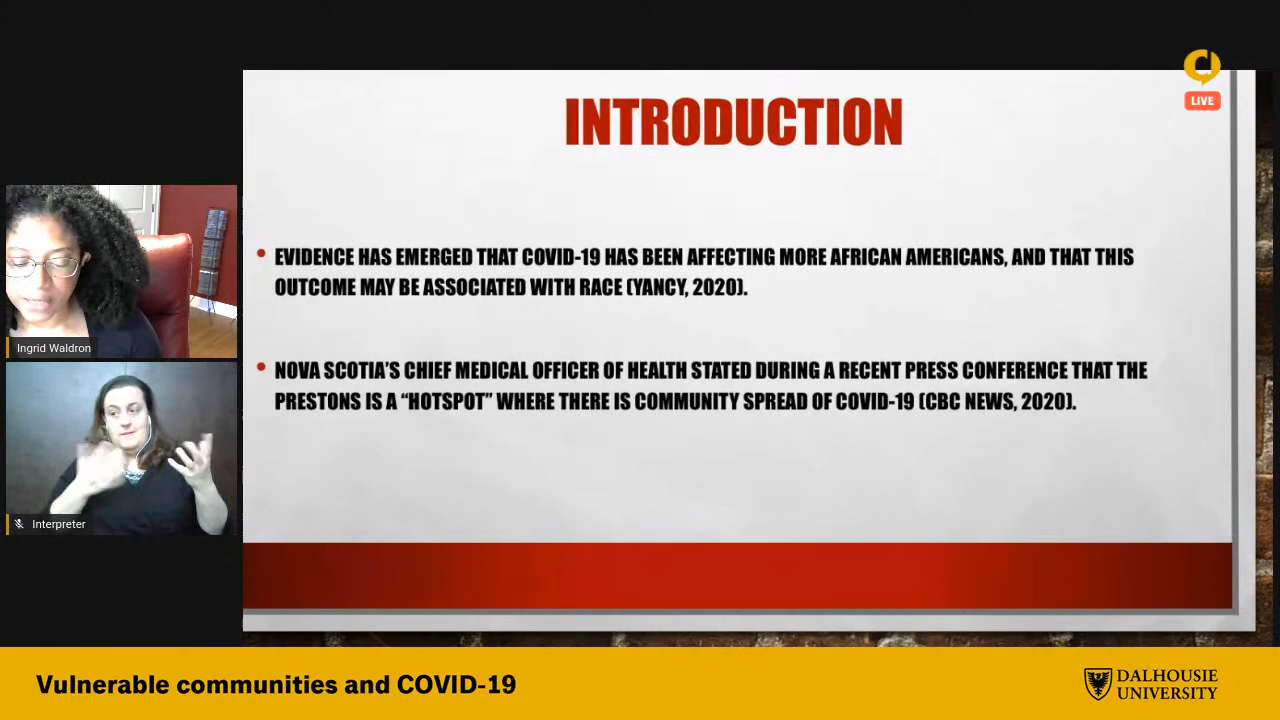 LIVE
INTRODUCTION
• EVIDENCE HAS EMERGED THAT COVID-19 HAS BEEN AFFECTING MORE AFRICAN AMERICANS, AND THAT THIS
OUTCOME MAY BE ASSOCIATED WITH RACE (YANCY, 2020).
• NOVA SCOTIA’S CHIEF MEDICAL OFFICER OF HEALTH STATED DURING A RECENT PRESS CONFERENCE THAT THE
PRESTONS IS A “HOTSPOT” WHERE THERE IS COMMUNITY SPREAD OF COVID-19 (CBC NEWS, 2020).
Ingrid Waldron
Interpreter
Vulnerable communities and COVID-19
DALHOUSIE
UNIVERSITY